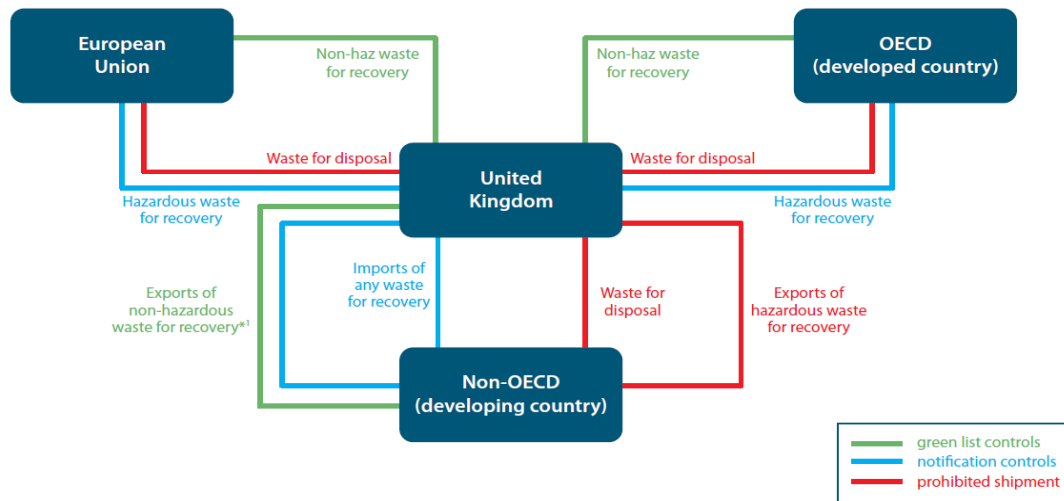 European
Union
Non-haz waste
for recovery
Non-haz waste
for recovery
OECD
(developed country)
Waste for disposal
United
Kingdom
Waste for disposal
Hazardous waste
for recovery
Hazardous waste
for recovery
Exports of
non-hazardous
waste for recovery*¹
Imports of
any waste
for recovery
Waste for
disposal
Exports of
hazardous waste
for recovery
Non-OECD
(developing country)
green list controls
notification controls
prohibited shipment